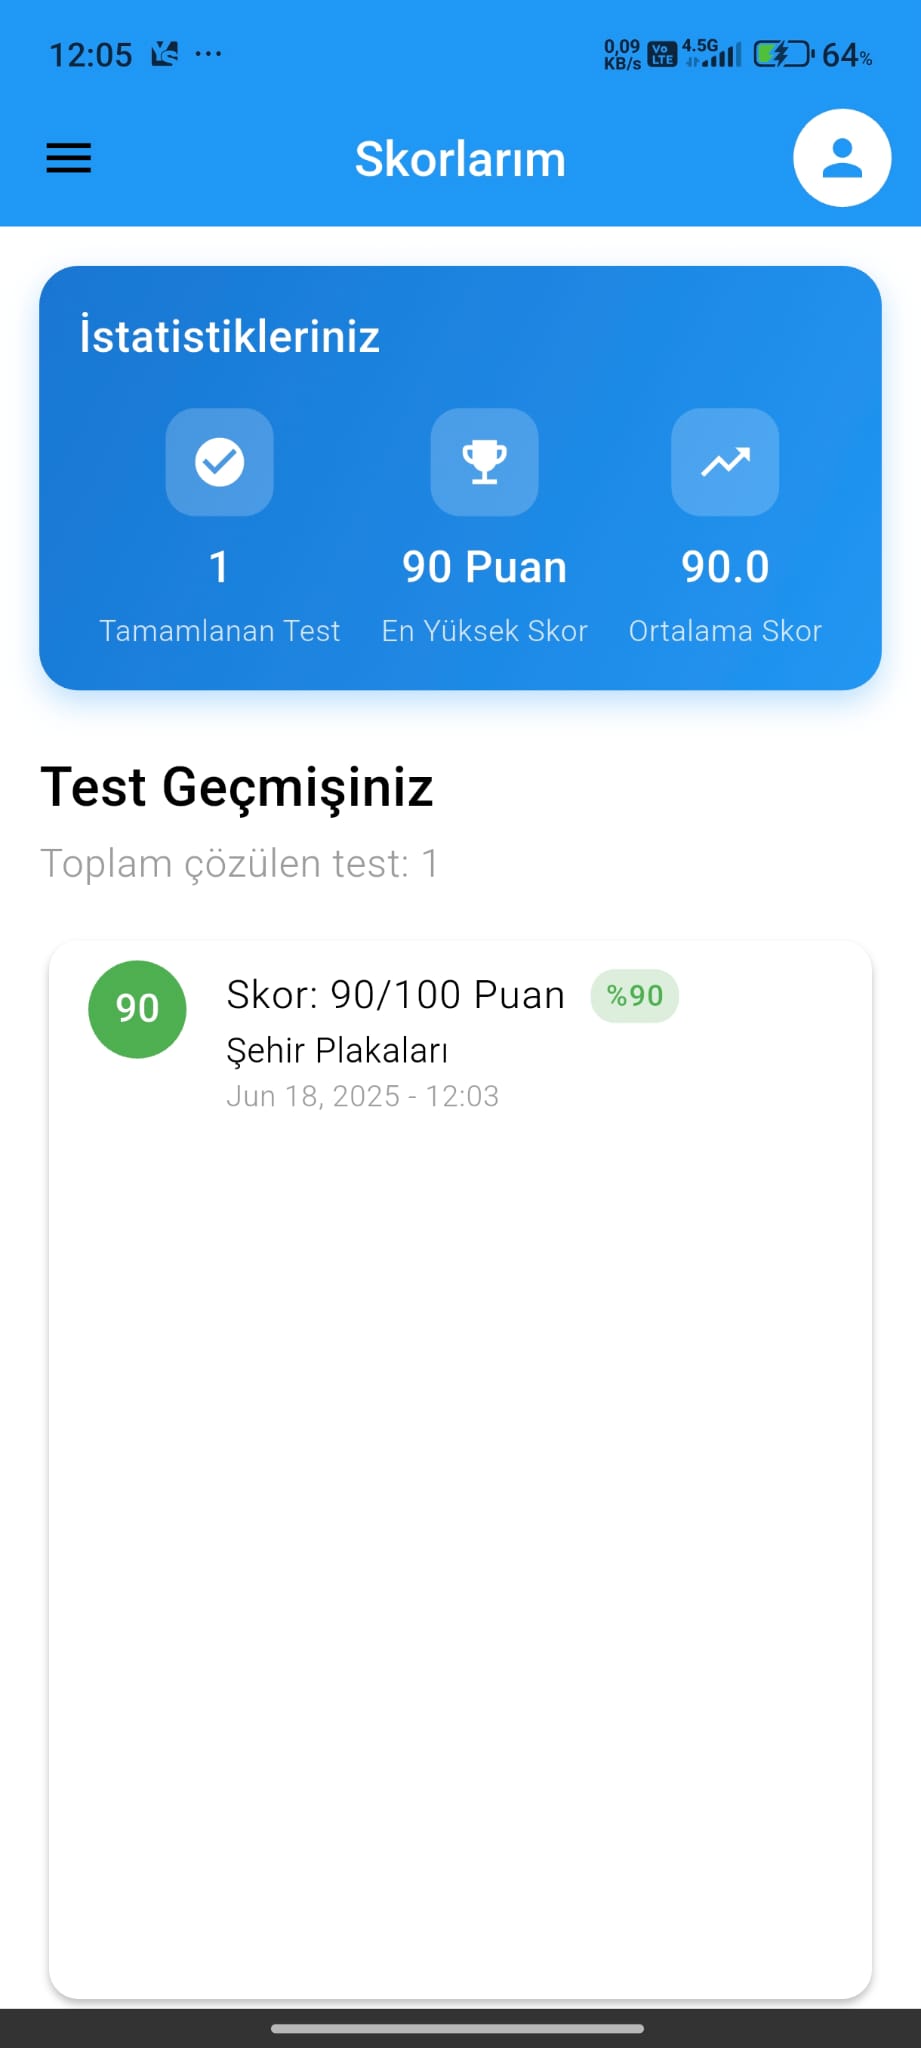 12:05 ... 0,09 KB/s Vo LTE 4.5G 64%
Skorlarım
İstatistikleriniz
1 90 Puan 90.0
Tamamlanan Test En Yüksek Skor Ortalama Skor
Test Geçmişiniz
Toplam çözülen test: 1
90 Skor: 90/100 Puan %90
Şehir Plakaları
Jun 18, 2025 - 12:03